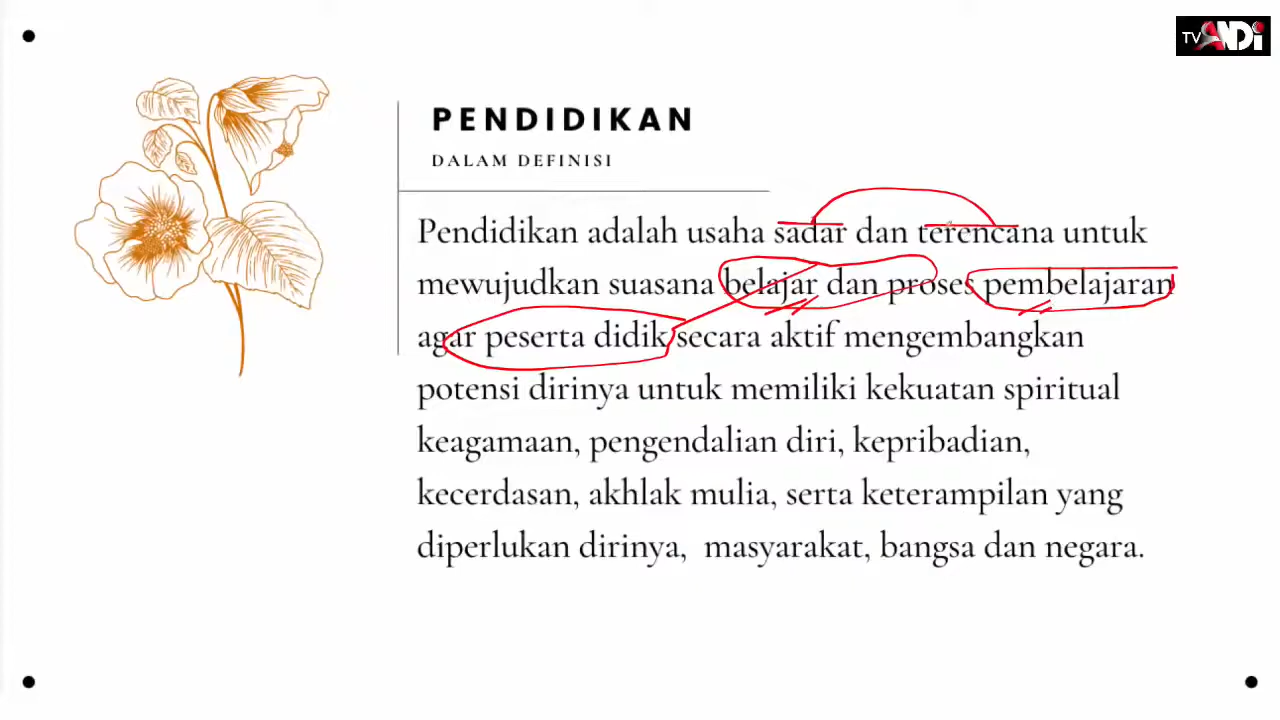 TV ANDi
PENDIDIKAN
DALAM DEFINISI
Pendidikan adalah usaha sadar dan terencana untuk
mewujudkan suasana belajar dan proses pembelajaran
agar peserta didik secara aktif mengembangkan
potensi dirinya untuk memiliki kekuatan spiritual
keagamaan, pengendalian diri, kepribadian,
kecerdasan, akhlak mulia, serta keterampilan yang
diperlukan dirinya, masyarakat, bangsa dan negara.